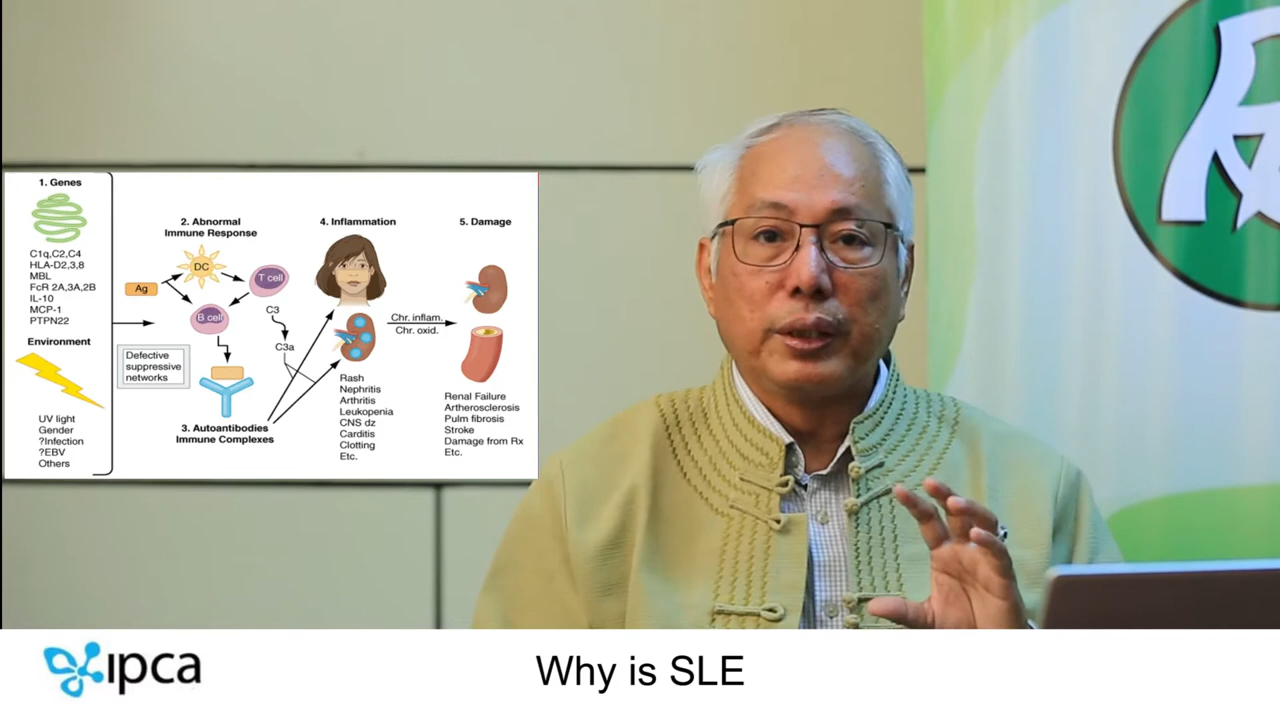 1. Genes
C1q,C2,C4
HLA-D2,3,8
MBL
FcR 2A,3A,2B
IL-10
MCP-1
PTPN22
Environment
UV light
Gender
?Infection
?EBV
Others
2. Abnormal
Immune Response
Ag
DC
T cell
B cell
C3
C3a
Defective
suppressive
networks
3. Autoantibodies
Immune Complexes
4. Inflammation
Rash
Nephritis
Arthritis
Leukopenia
CNS dz
Carditis
Clotting
Etc.
Chr. inflam.
Chr. oxid.
5. Damage
Renal Failure
Artherosclerosis
Pulm fibrosis
Stroke
Damage from Rx
Etc.
ipca
Why is SLE